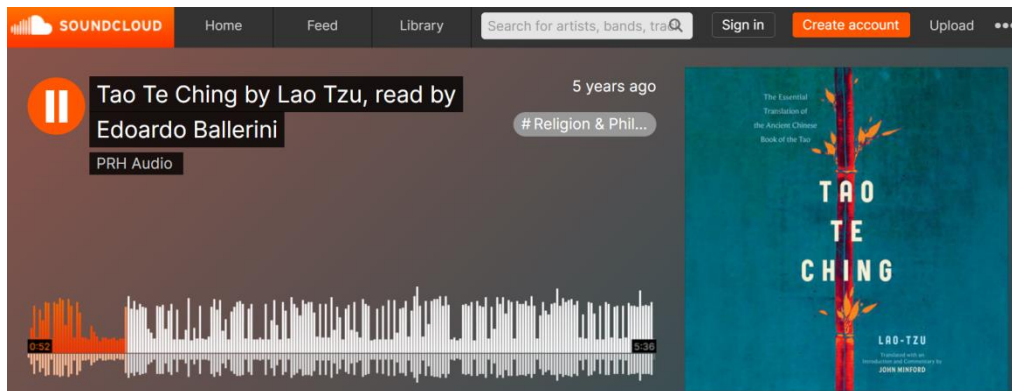 SOUNDCLOUD
Home
Feed
Library
Search for artists, bands, trac
Sign in
Create account
Upload
Tao Te Ching by Lao Tzu, read by
Edoardo Ballerini
PRH Audio
5 years ago
# Religion & Phil...
0:52
5:36
The Essential
Translation of
the Ancient Chinese
Book of the Tao
TAO
TE
CHING
LAO-TZU
Translated with an
Introduction and Commentary by
JOHN MINFORD